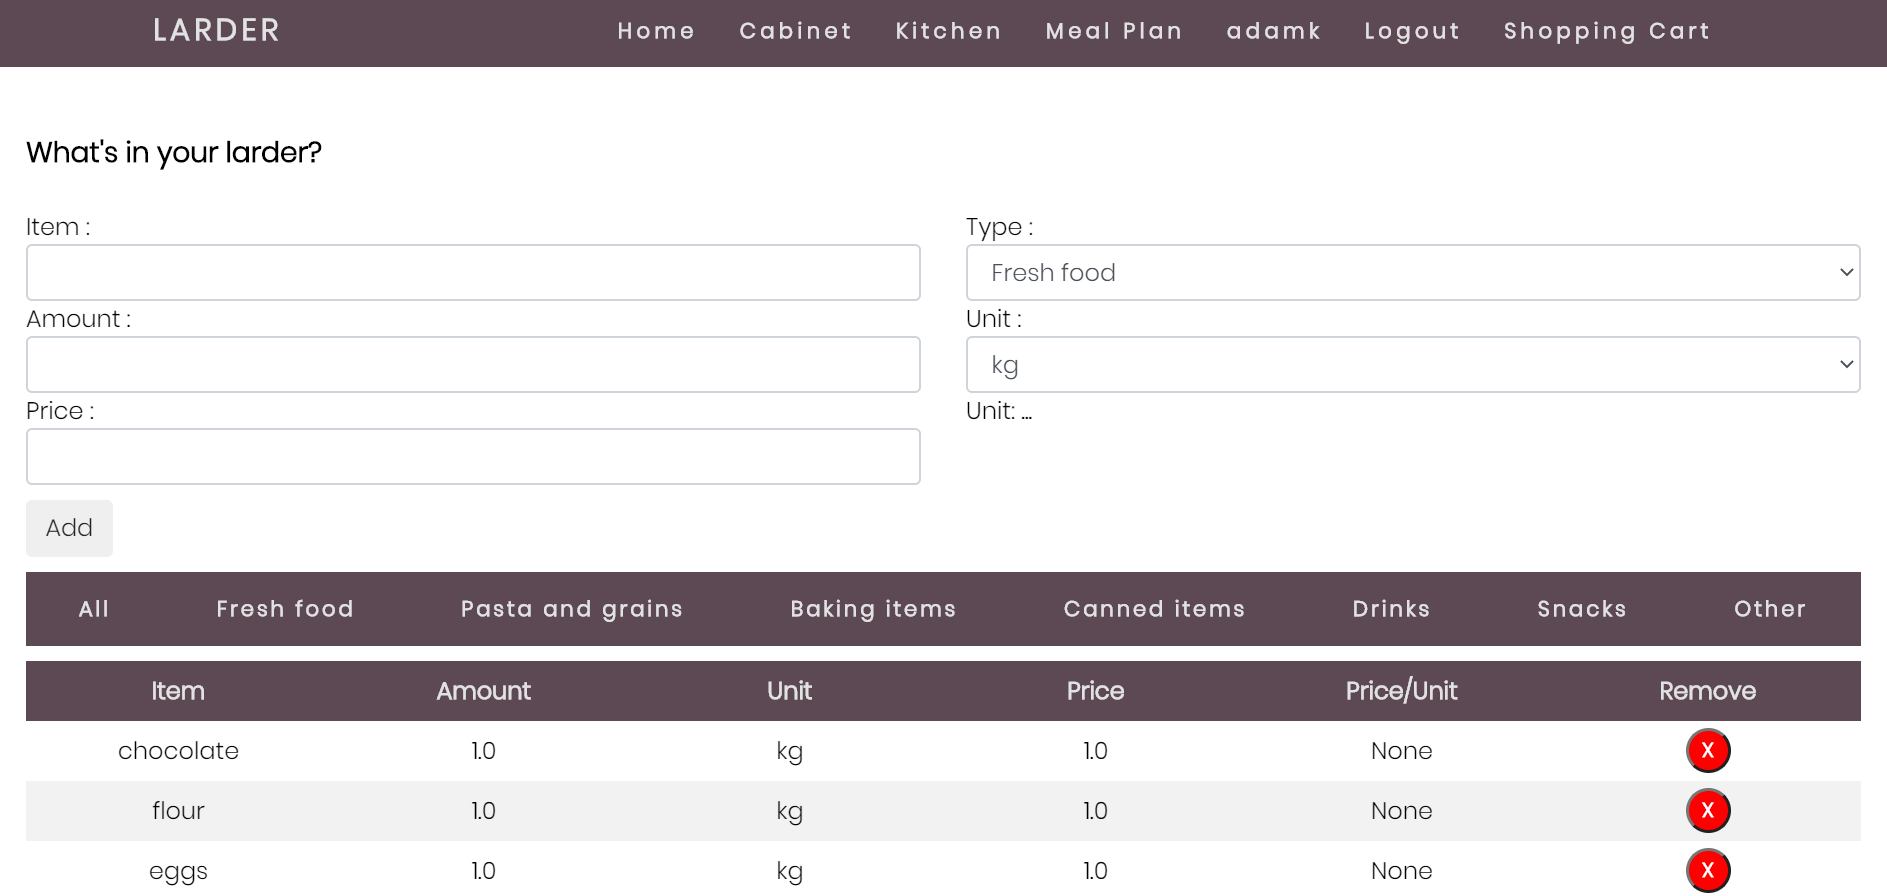 LARDER Home Cabinet Kitchen Meal Plan adamk Logout Shopping Cart
What's in your larder?
Item : Type :
Fresh food
Amount : Unit :
kg
Price : Unit: ...
Add
All Fresh food Pasta and grains Baking items Canned items Drinks Snacks Other
Item Amount Unit Price Price/Unit Remove
chocolate 1.0 kg 1.0 None X
flour 1.0 kg 1.0 None X
eggs 1.0 kg 1.0 None X